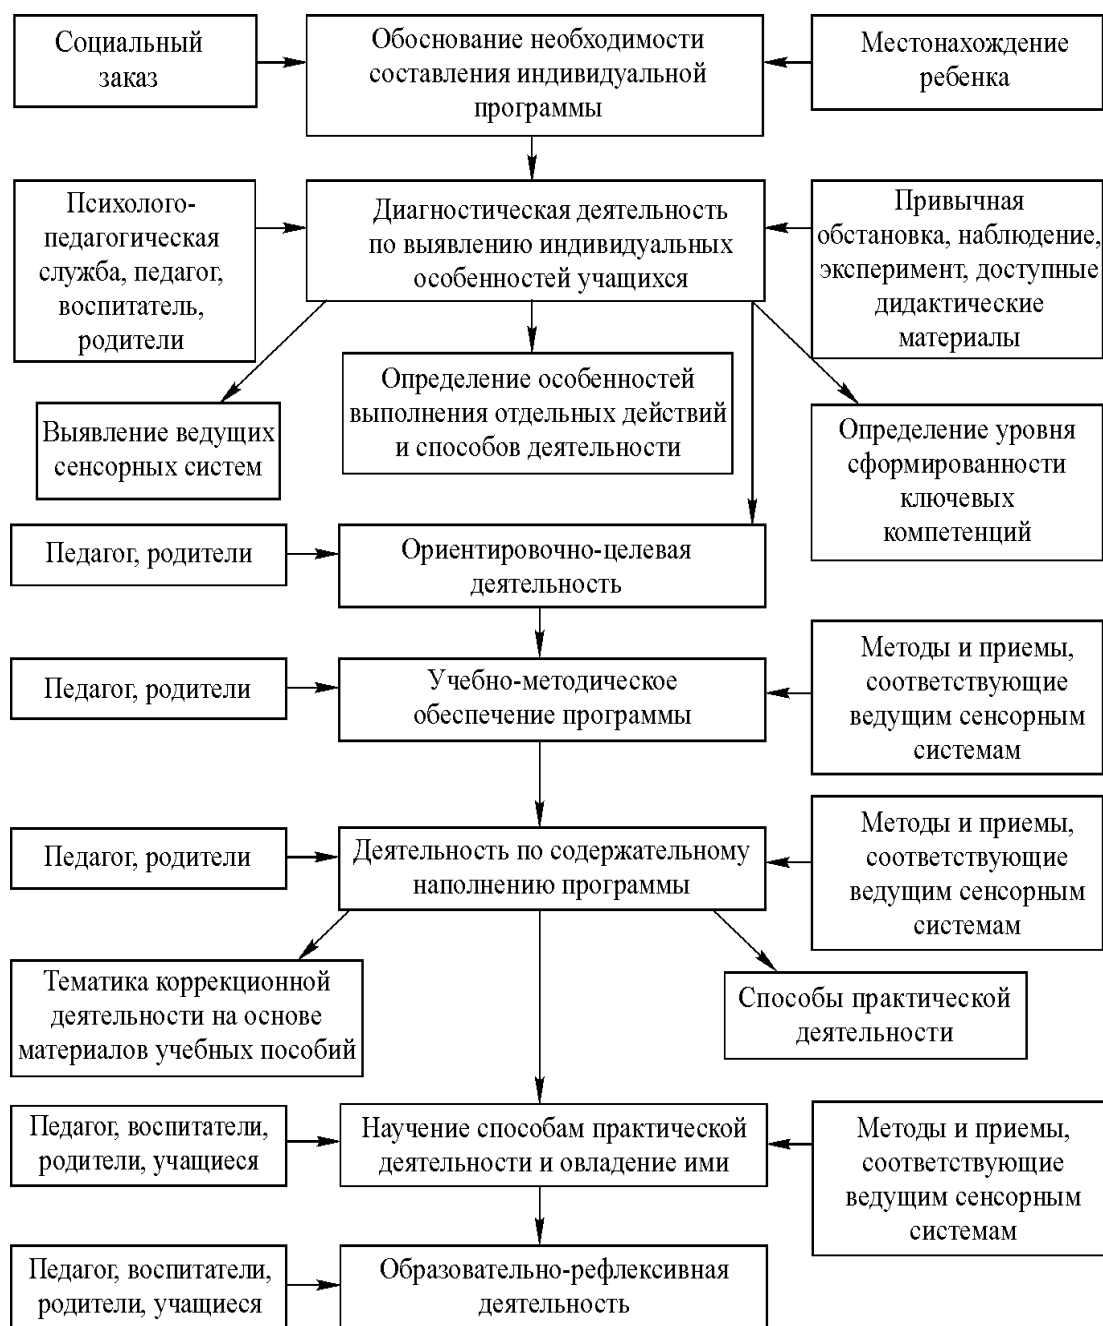 Социальный
заказ
Обоснование необходимости
составления индивидуальной
программы
Местонахождение
ребенка
Психолого-
педагогическая
служба, педагог,
воспитатель,
родители
Диагностическая деятельность
по выявлению индивидуальных
особенностей учащихся
Привычная
обстановка, наблюдение,
эксперимент, доступные
дидактические
материалы
Выявление ведущих
сенсорных систем
Определение особенностей
выполнения отдельных действий
и способов деятельности
Определение уровня
сформированности
ключевых
компетенций
Педагог, родители
Ориентировочно-целевая
деятельность
Педагог, родители
Учебно-методическое
обеспечение программы
Методы и приемы,
соответствующие
ведущим сенсорным
системам
Педагог, родители
Деятельность по содержательному
наполнению программы
Методы и приемы,
соответствующие
ведущим сенсорным
системам
Тематика коррекционной
деятельности на основе
материалов учебных пособий
Способы практической
деятельности
Педагог, воспитатели,
родители, учащиеся
Научение способам практической
деятельности и овладение ими
Методы и приемы,
соответствующие
ведущим сенсорным
системам
Педагог, воспитатели,
родители, учащиеся
Образовательно-рефлексивная
деятельность